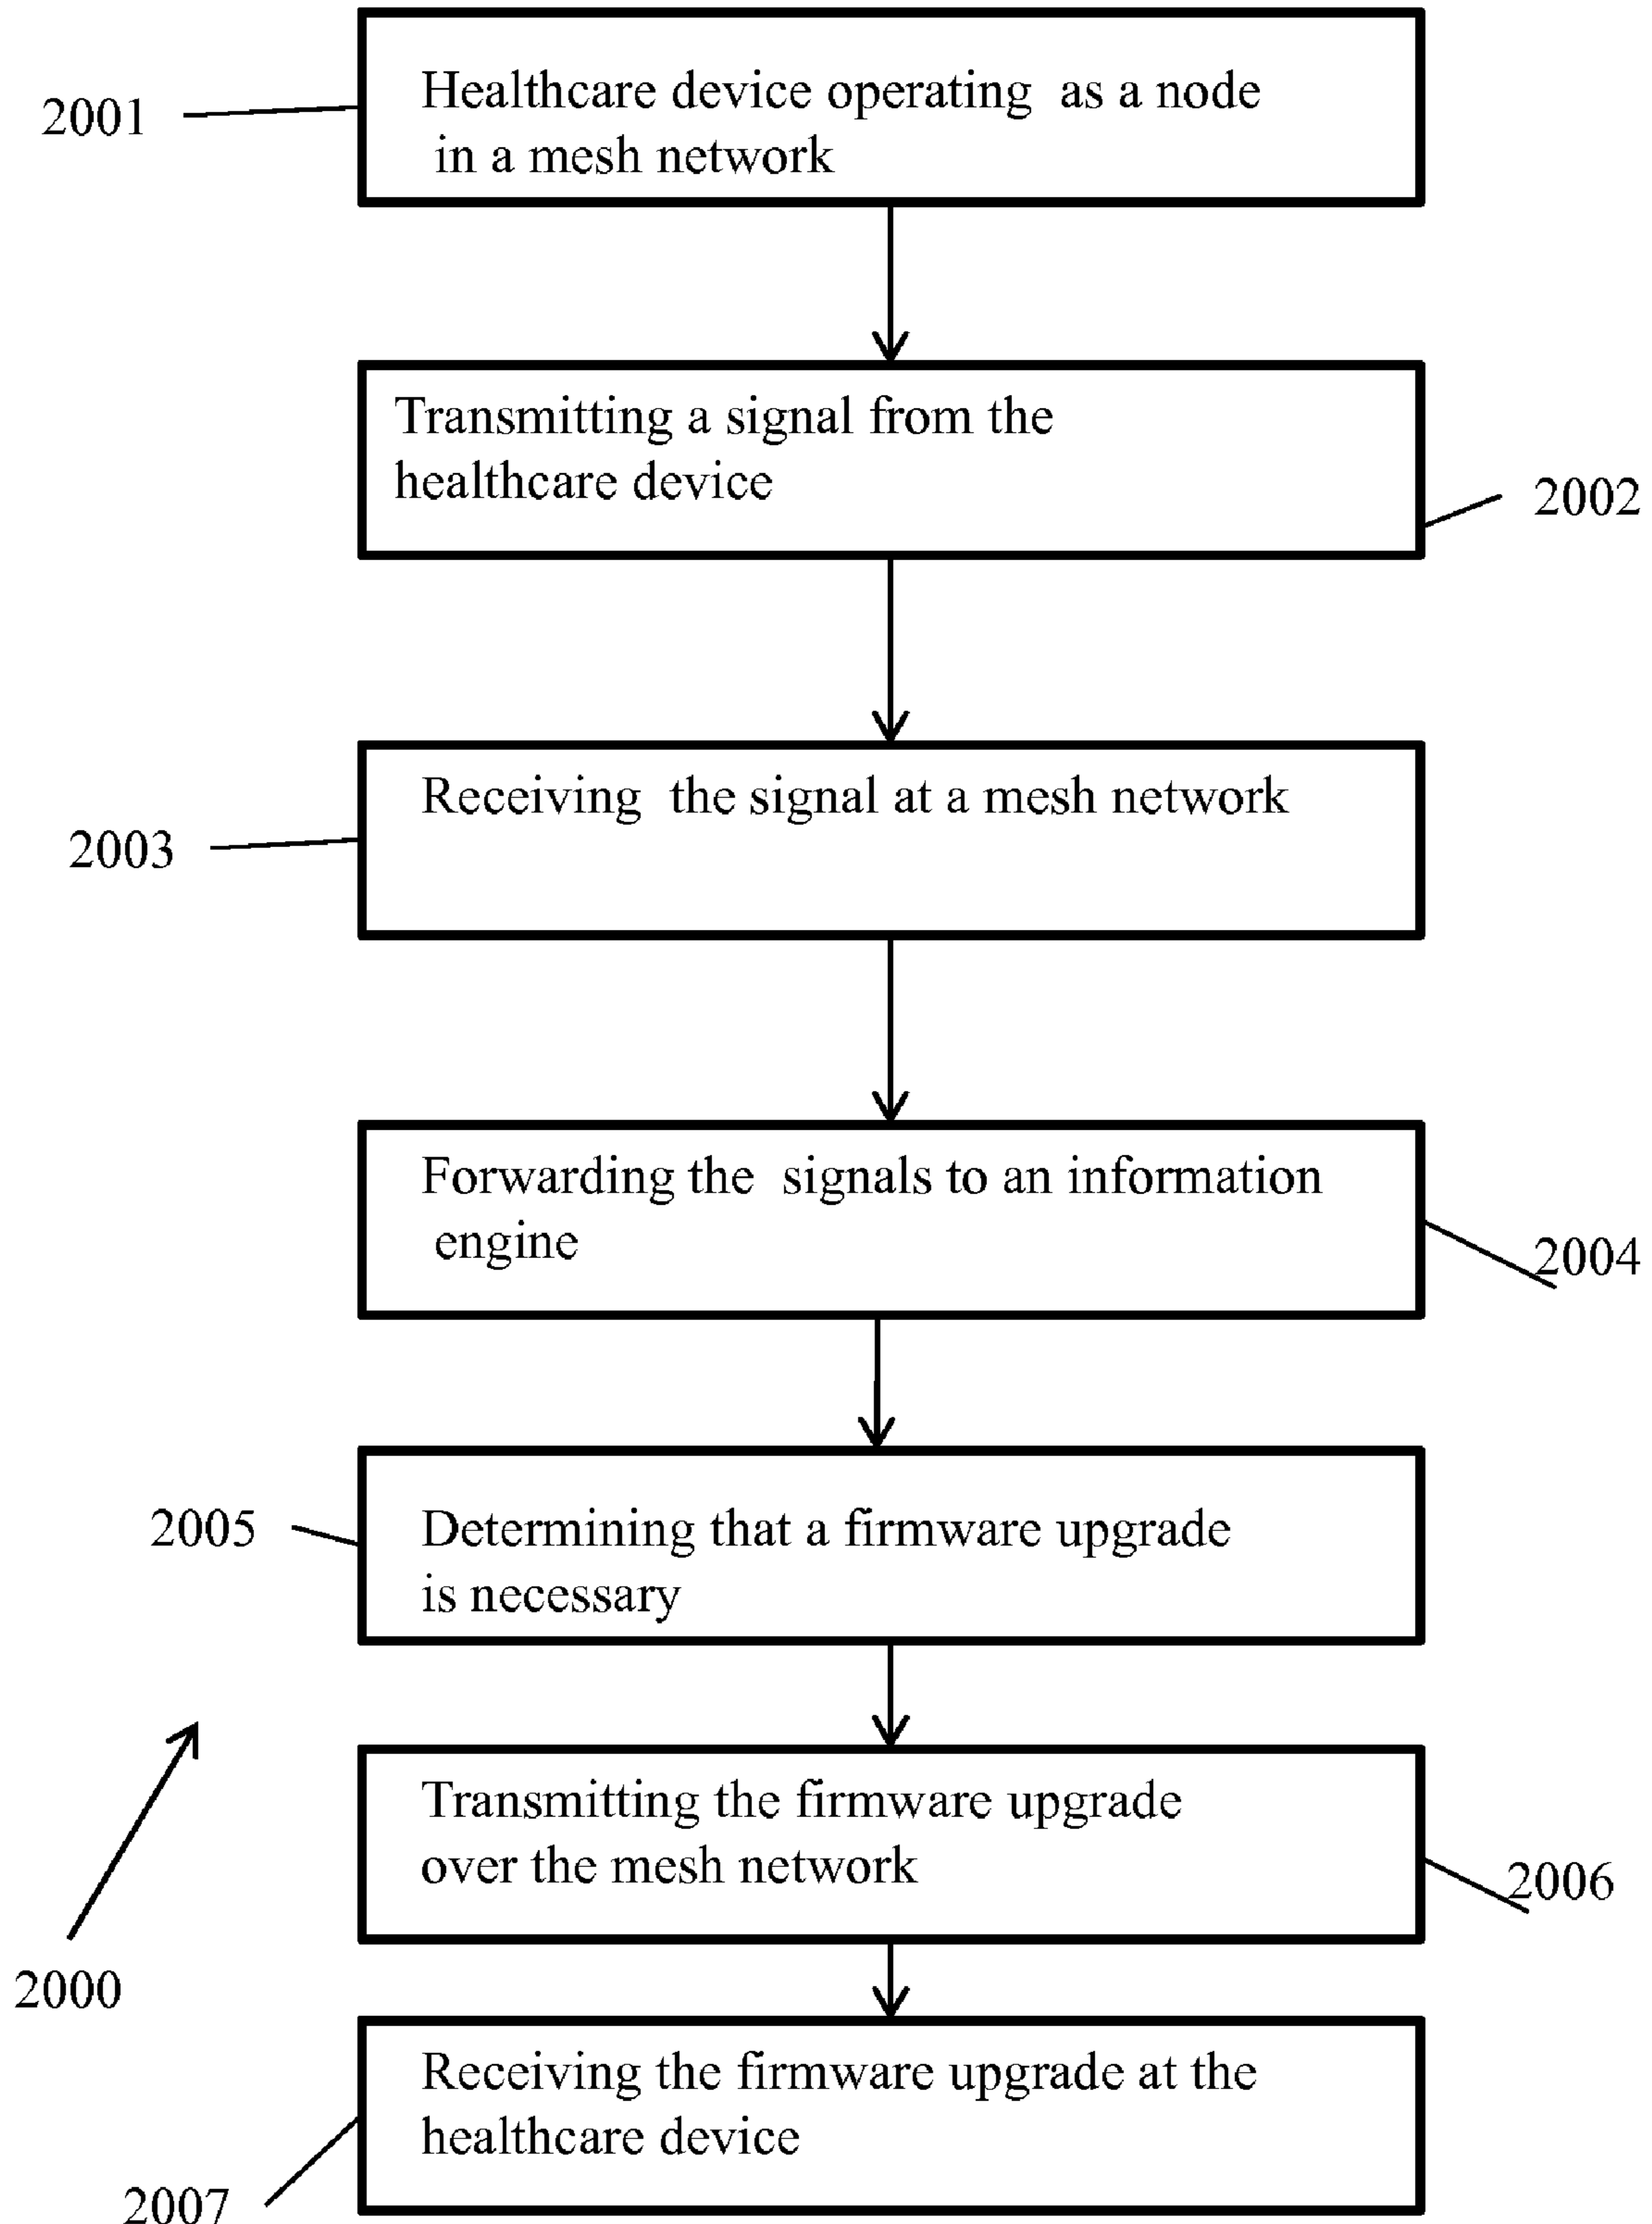 2001
Healthcare device operating as a node
in a mesh network
Transmitting a signal from the
healthcare device
2002
Receiving the signal at a mesh network
2003
Forwarding the signals to an information
engine
2004
2005
Determining that a firmware upgrade
is necessary
Transmitting the firmware upgrade
over the mesh network
2006
2000
Receiving the firmware upgrade at the
healthcare device
2007